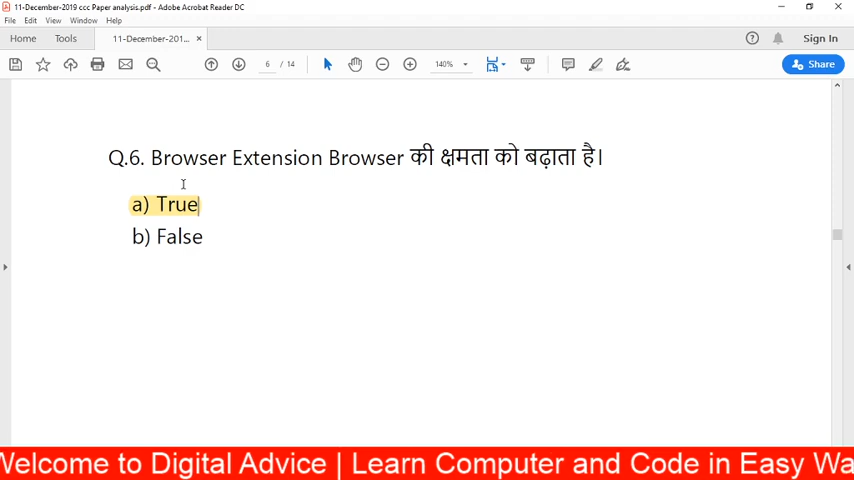 11-December-2019 ccc Paper analysis.pdf - Adobe Acrobat Reader DC
File Edit View Window Help
Home Tools 11-December-201... × Sign In
6 / 14 140% Share
Q.6. Browser Extension Browser की क्षमता को बढ़ाता है।
a) True
b) False
Welcome to Digital Advice | Learn Computer and Code in Easy Wa